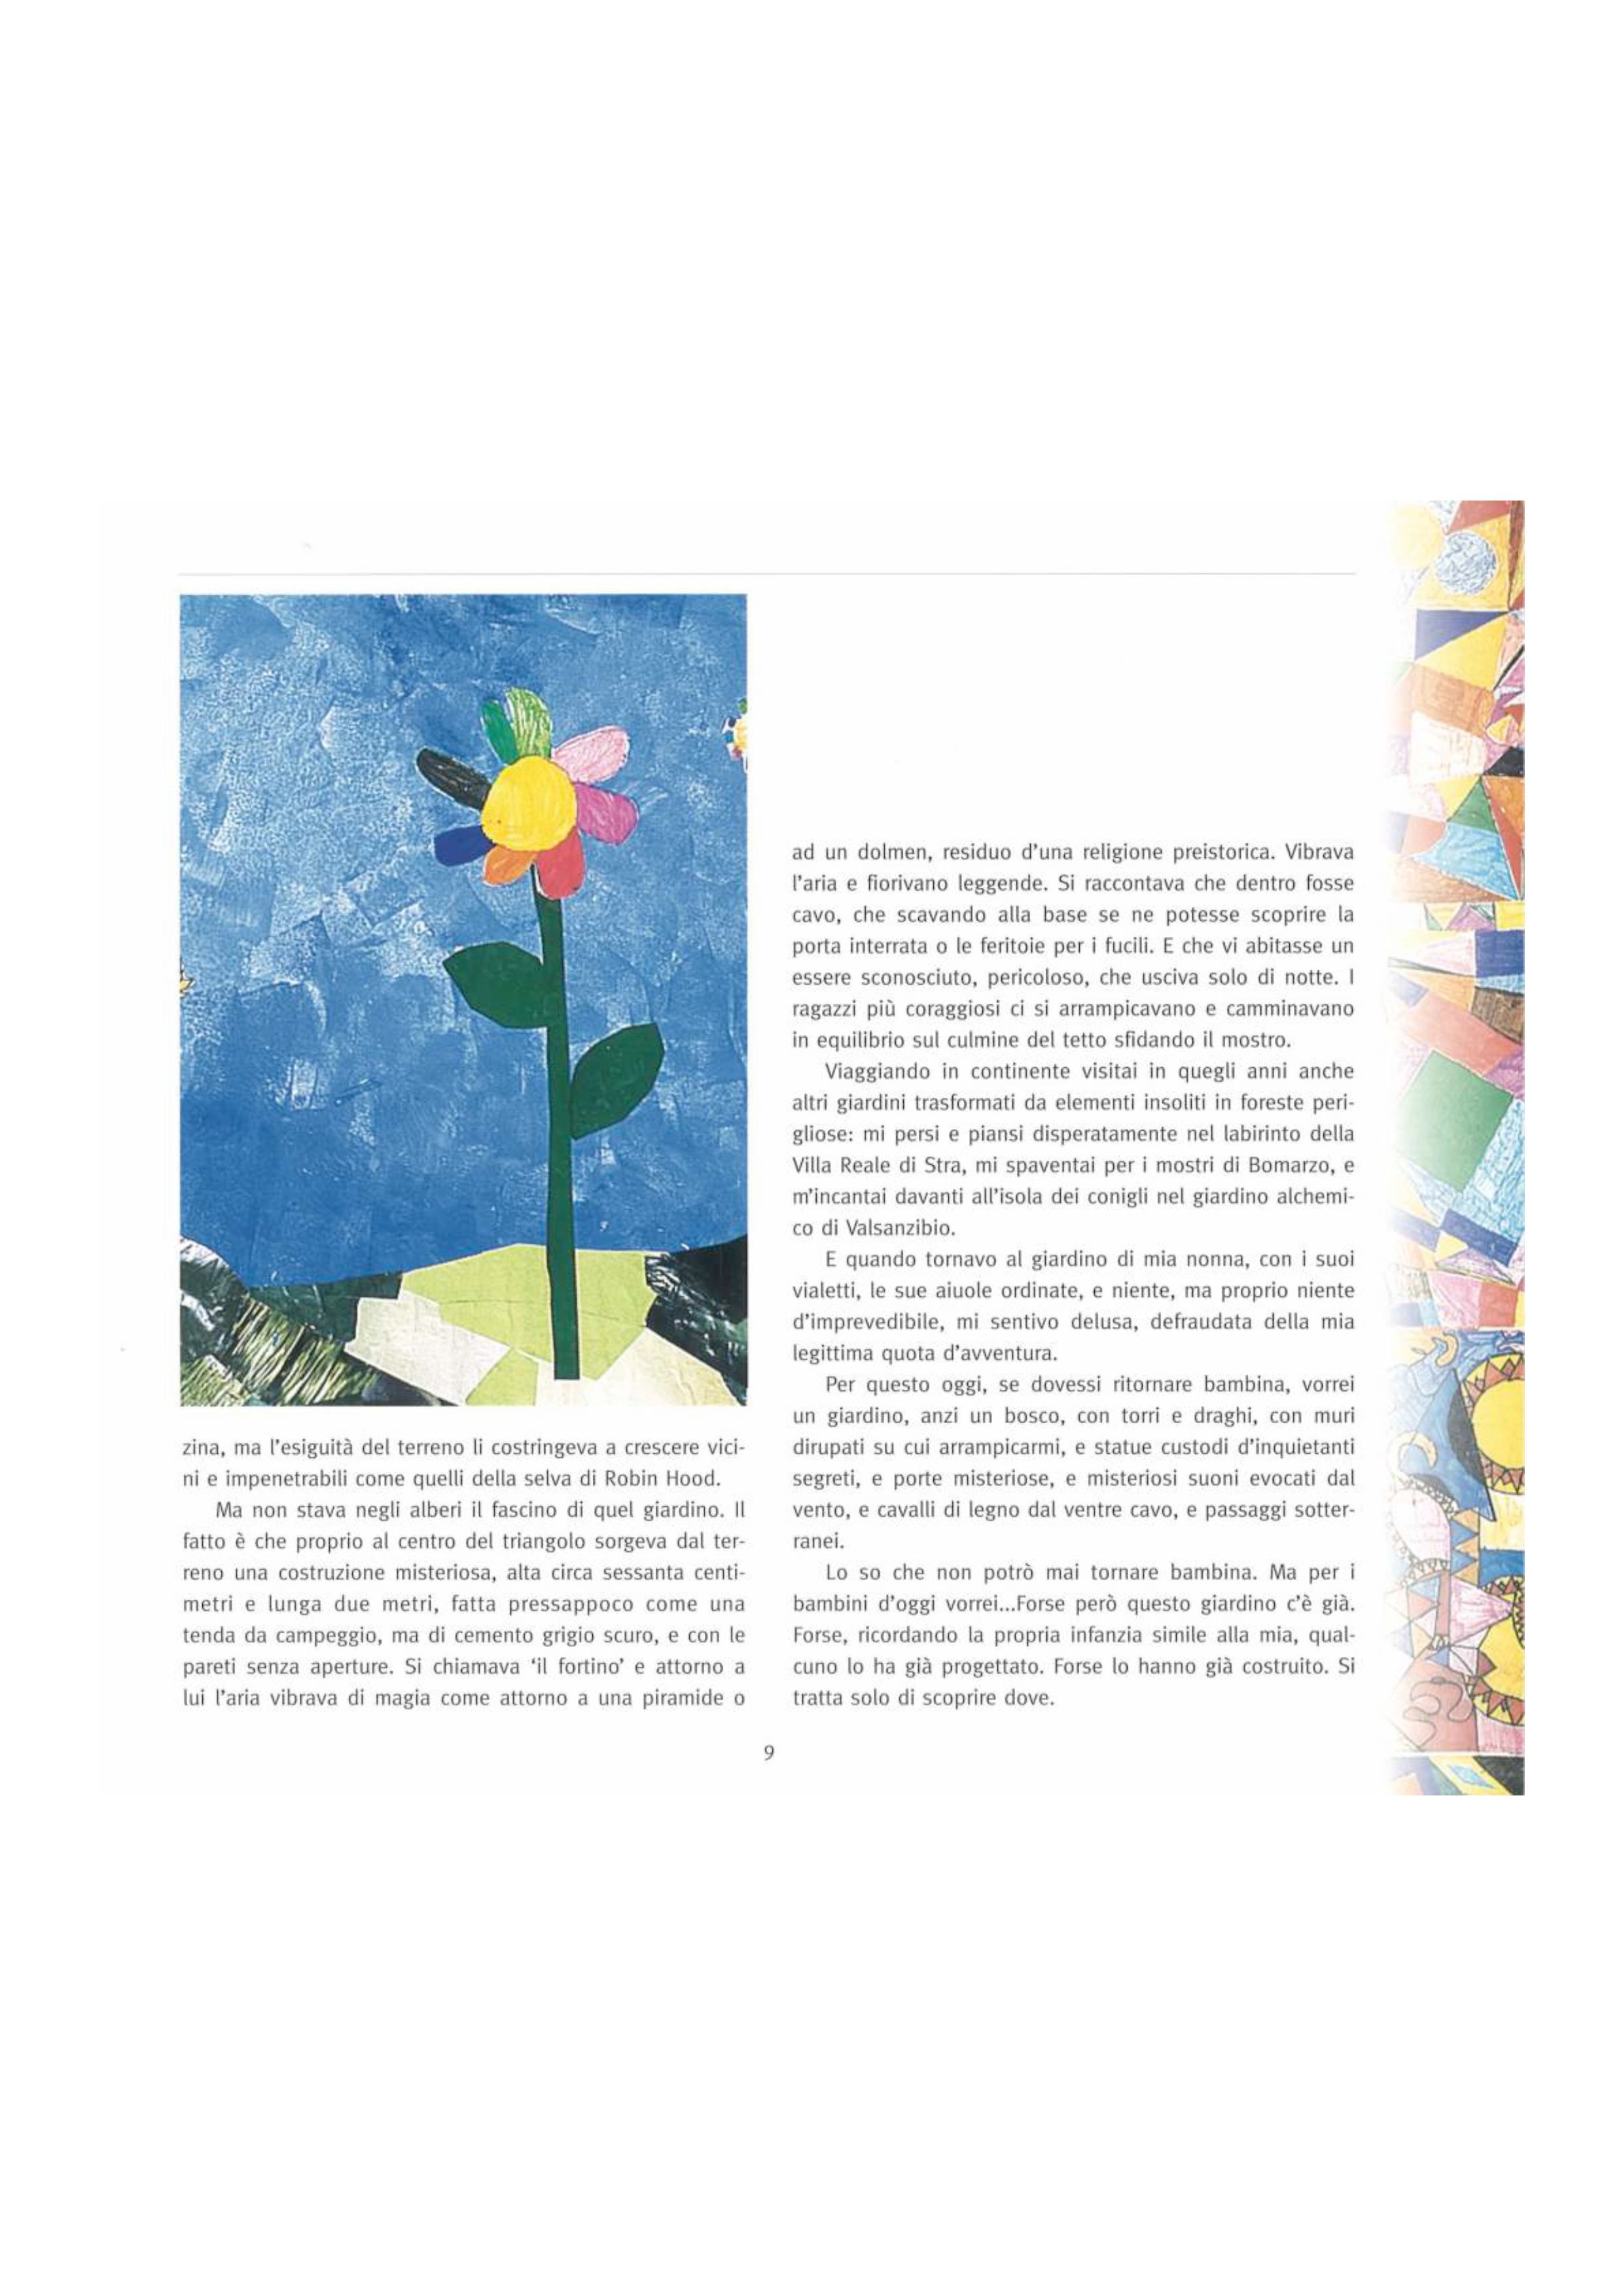 zina, ma l'esiguità del terreno li costringeva a crescere vici-
ni e impenetrabili come quelli della selva di Robin Hood.
Ma non stava negli alberi il fascino di quel giardino. Il
fatto è che proprio al centro del triangolo sorgeva dal ter-
reno una costruzione misteriosa, alta circa sessanta centi-
metri e lunga due metri, fatta pressappoco come una
tenda da campeggio, ma di cemento grigio scuro, e con le
pareti senza aperture. Si chiamava ‘il fortino’ e attorno a
lui l'aria vibrava di magia come attorno a una piramide o
ad un dolmen, residuo d'una religione preistorica. Vibrava
l'aria e fiorivano leggende. Si raccontava che dentro fosse
cavo, che scavando alla base se ne potesse scoprire la
porta interrata o le feritoie per i fucili. E che vi abitasse un
essere sconosciuto, pericoloso, che usciva solo di notte. I
ragazzi più coraggiosi ci si arrampicavano e camminavano
in equilibrio sul culmine del tetto sfidando il mostro.
Viaggiando in continente visitai in quegli anni anche
altri giardini trasformati da elementi insoliti in foreste peri-
gliose: mi persi e piansi disperatamente nel labirinto della
Villa Reale di Stra, mi spaventai per i mostri di Bomarzo, e
m'incantai davanti all'isola dei conigli nel giardino alchemi-
co di Valsanzibio.
E quando tornavo al giardino di mia nonna, con i suoi
vialetti, le sue aiuole ordinate, e niente, ma proprio niente
d'imprevedibile, mi sentivo delusa, defraudata della mia
legittima quota d'avventura.
Per questo oggi, se dovessi ritornare bambina, vorrei
un giardino, anzi un bosco, con torri e draghi, con muri
dirupati su cui arrampicarmi, e statue custodi d'inquietanti
segreti, e porte misteriose, e misteriosi suoni evocati dal
vento, e cavalli di legno dal ventre cavo, e passaggi sotter-
ranei.
Lo so che non potrò mai tornare bambina. Ma per i
bambini d'oggi vorrei...Forse però questo giardino c'è già.
Forse, ricordando la propria infanzia simile alla mia, qual-
cuno lo ha già progettato. Forse lo hanno già costruito. Si
tratta solo di scoprire dove.
9